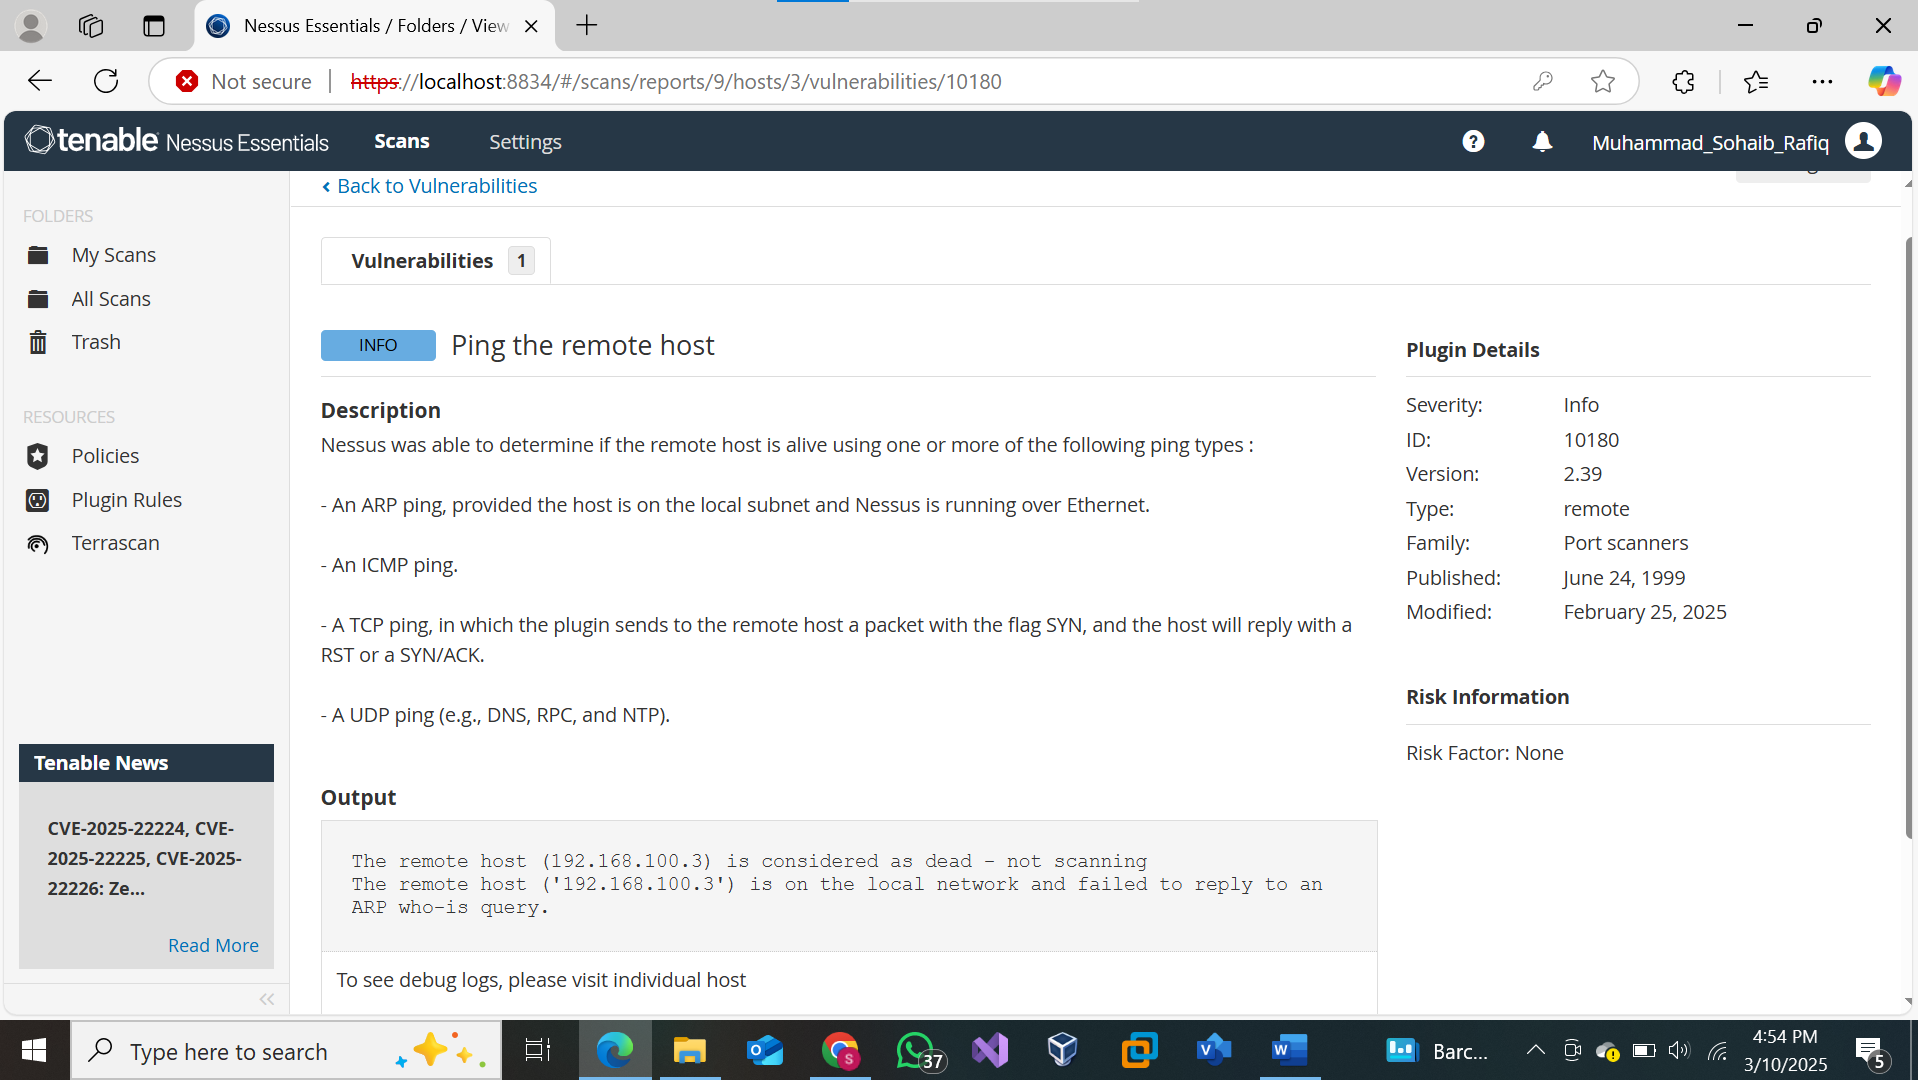 Nessus Essentials / Folders / View
Not secure
https://localhost:8834/#/scans/reports/9/hosts/3/vulnerabilities/10180
tenable Nessus Essentials
Scans
Settings
?
Muhammad_Sohaib_Rafiq
FOLDERS
My Scans
All Scans
Trash
RESOURCES
Policies
Plugin Rules
Terrascan
Tenable News
CVE-2025-22224, CVE-
2025-22225, CVE-2025-
22226: Ze...
Read More
‹ Back to Vulnerabilities
Vulnerabilities 1
INFO Ping the remote host
Description
Nessus was able to determine if the remote host is alive using one or more of the following ping types :
- An ARP ping, provided the host is on the local subnet and Nessus is running over Ethernet.
- An ICMP ping.
- A TCP ping, in which the plugin sends to the remote host a packet with the flag SYN, and the host will reply with a
RST or a SYN/ACK.
- A UDP ping (e.g., DNS, RPC, and NTP).
Output
The remote host (192.168.100.3) is considered as dead - not scanning
The remote host ('192.168.100.3') is on the local network and failed to reply to an
ARP who-is query.
To see debug logs, please visit individual host
Plugin Details
Severity: Info
ID: 10180
Version: 2.39
Type: remote
Family: Port scanners
Published: June 24, 1999
Modified: February 25, 2025
Risk Information
Risk Factor: None
Type here to search
37
Barc...
4:54 PM
3/10/2025
5